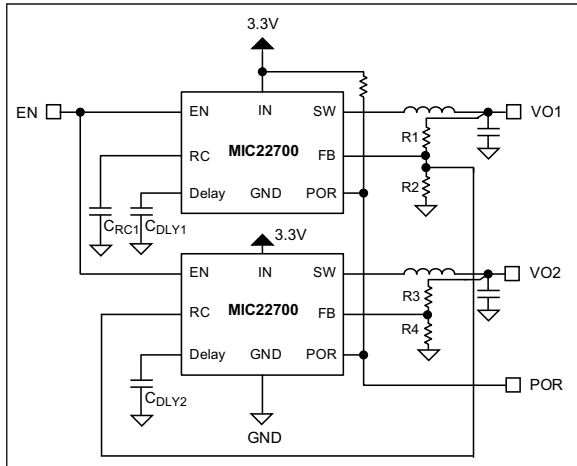 3.3V
EN
EN
IN
SW
VO1
R1
RC
MIC22700
FB
R2
Delay
GND
POR
CRC1
CDLY1
3.3V
EN
IN
SW
VO2
R3
RC
MIC22700
FB
R4
Delay
GND
POR
POR
CDLY2
GND